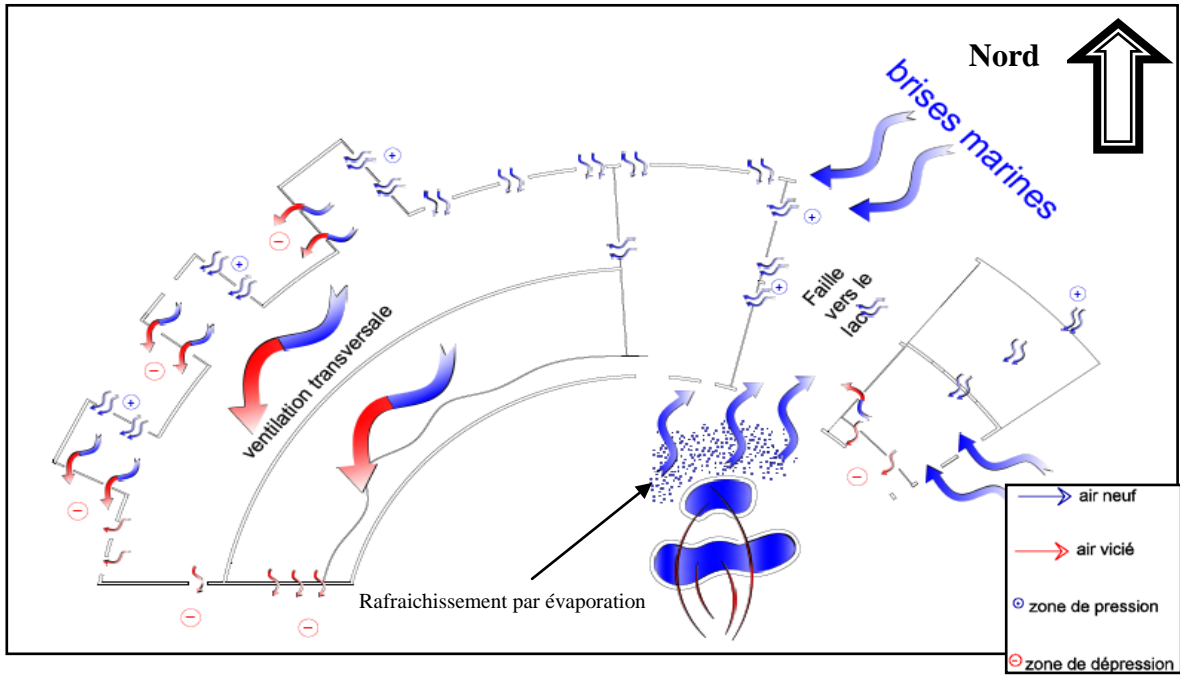 Nord
brises marines
+
+
+
+
+
+
-
-
-
-
-
-
Faille
vers le
lac
ventilation transversale
Rafraichissement par évaporation
air neuf
air vicié
+ zone de pression
- zone de dépression